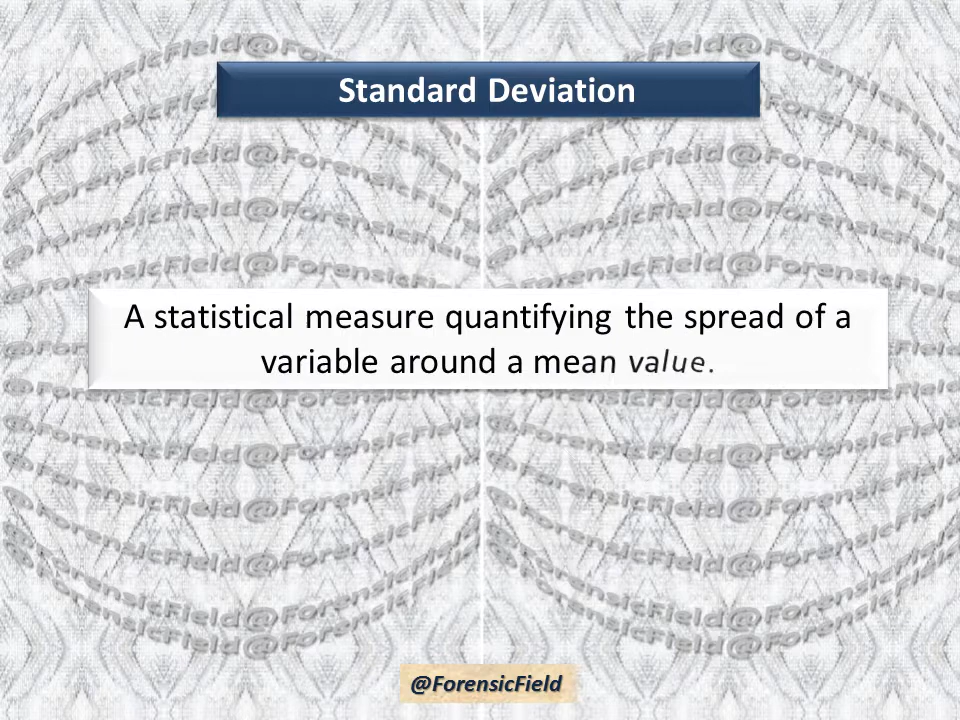 Standard Deviation
A statistical measure quantifying the spread of a
variable around a mean value.
@ForensicField